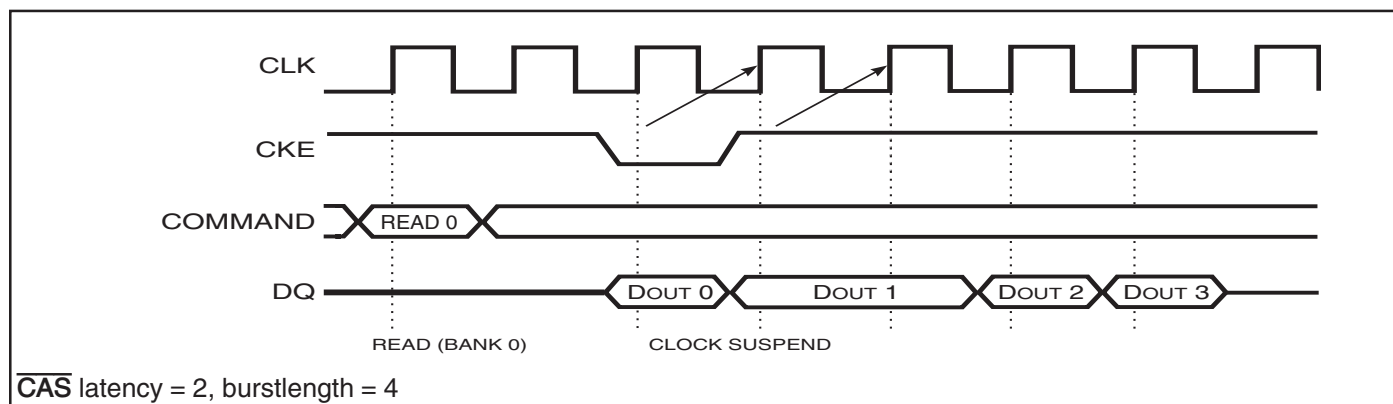 CLK
CKE
COMMAND
READ 0
DQ
DOUT 0
DOUT 1
DOUT 2
DOUT 3
READ (BANK 0)
CLOCK SUSPEND
CAS latency = 2, burstlength = 4